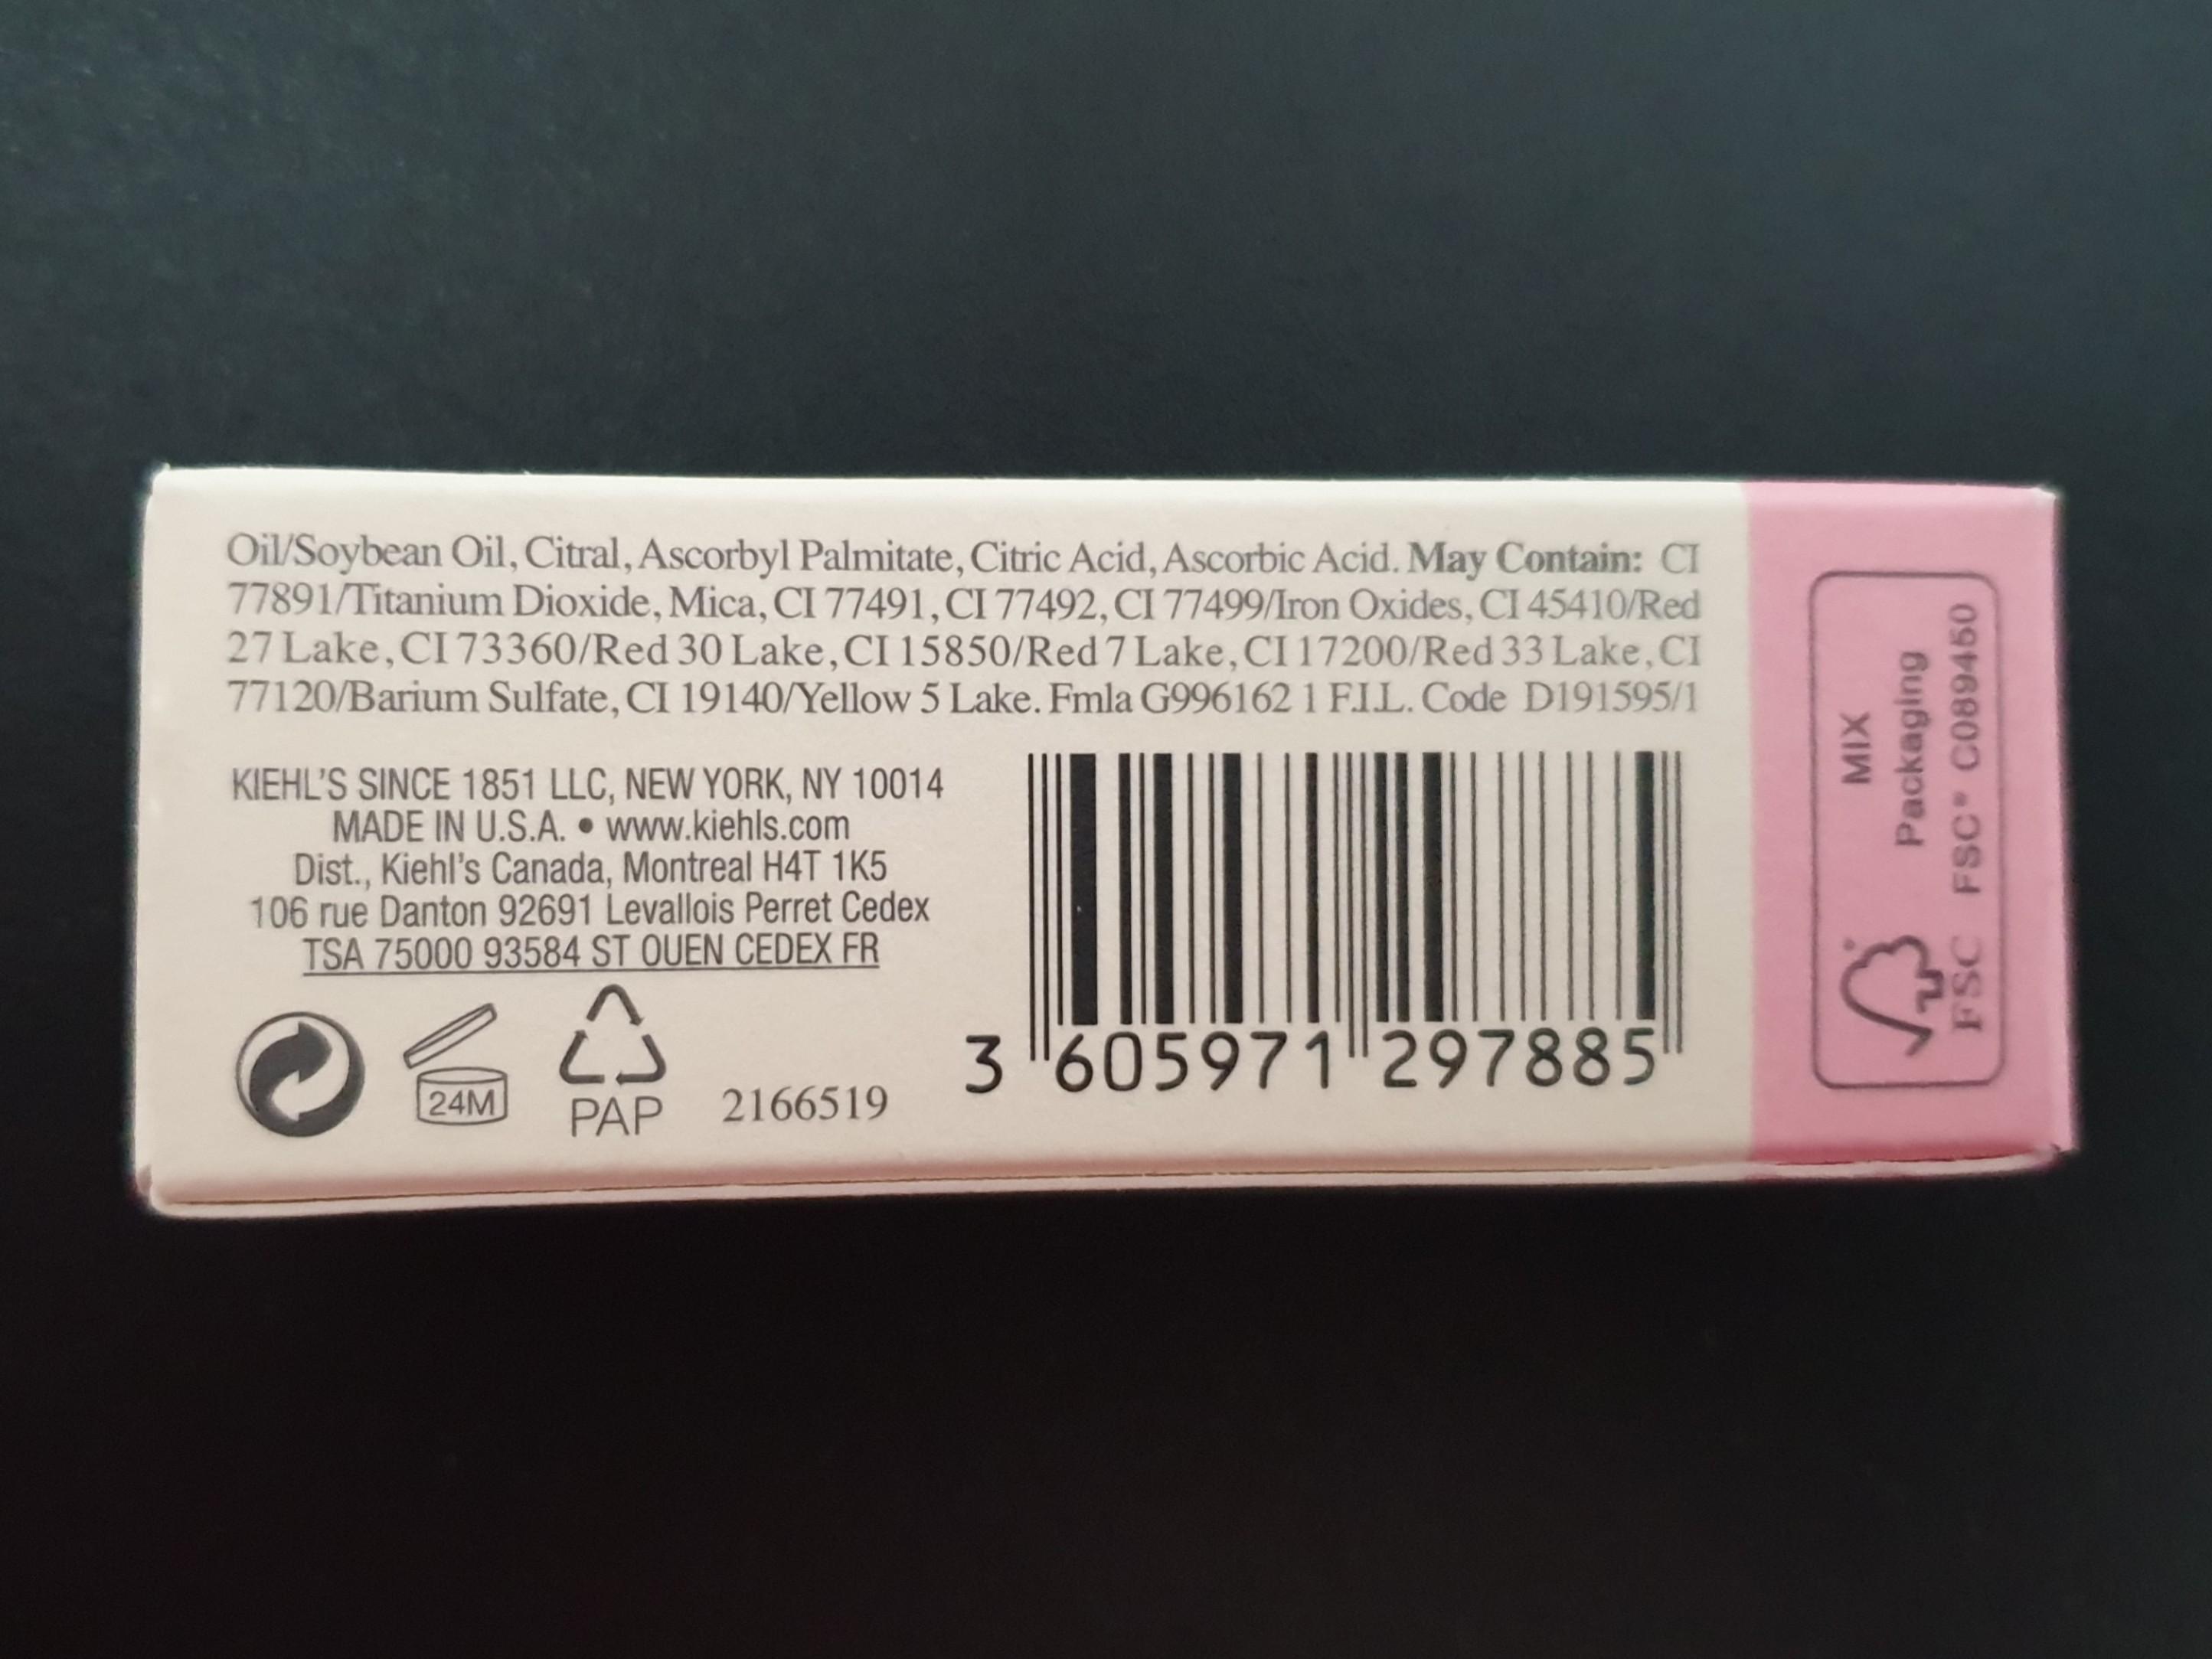 Oil/Soybean Oil, Citral, Ascorbyl Palmitate, Citric Acid, Ascorbic Acid. May Contain: CI
77891/Titanium Dioxide, Mica, CI 77491, CI 77492, CI 77499/Iron Oxides, CI 45410/Red
27 Lake, CI 73360/Red 30 Lake, CI 15850/Red 7 Lake, CI 17200/Red 33 Lake, CI
77120/Barium Sulfate, CI 19140/Yellow 5 Lake. Fmla G996162 1 F.I.L. Code D191595/1
KIEHL'S SINCE 1851 LLC, NEW YORK, NY 10014
MADE IN U.S.A. • www.kiehls.com
Dist., Kiehl's Canada, Montreal H4T 1K5
106 rue Danton 92691 Levallois Perret Cedex
TSA 75000 93584 ST OUEN CEDEX FR
24M
PAP
2166519
3 605971 297885
MIX
Packaging
FSC® C089450
FSC